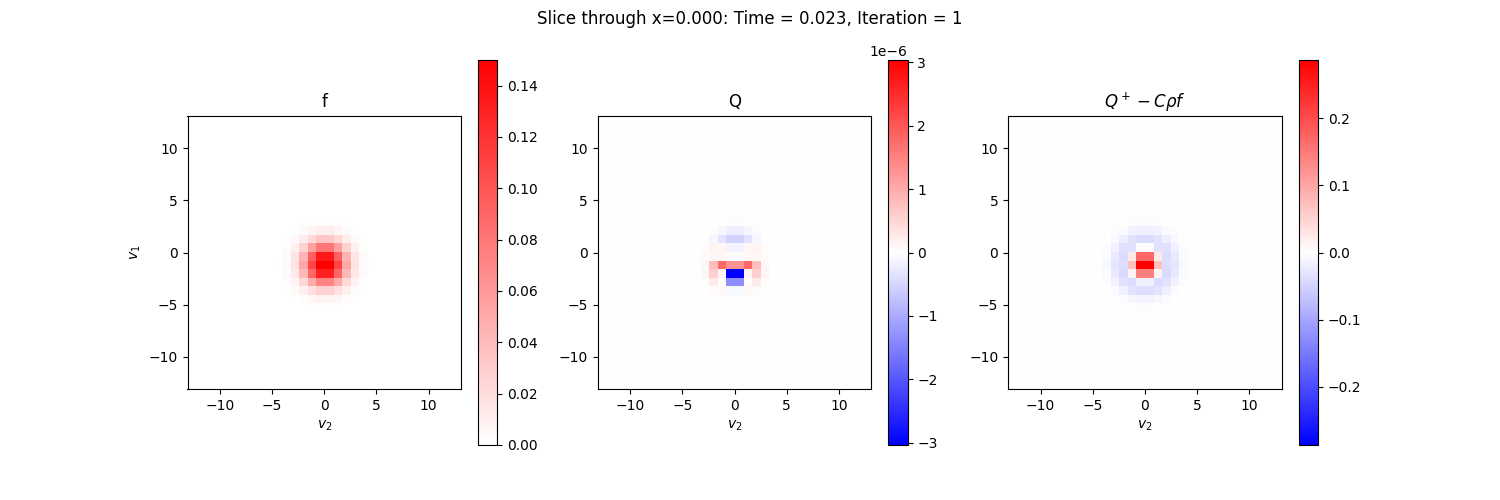 Slice through x=0.000: Time = 0.023, Iteration = 1
f
v₁
10
5
0
−5
−10
−10 −5 0 5 10
v₂
0.14
0.12
0.10
0.08
0.06
0.04
0.02
0.00
Q
10
5
0
−5
−10
−10 −5 0 5 10
v₂
1e−6
3
2
1
0
−1
−2
−3
Q⁺ − Cρf
10
5
0
−5
−10
−10 −5 0 5 10
v₂
0.2
0.1
0.0
−0.1
−0.2